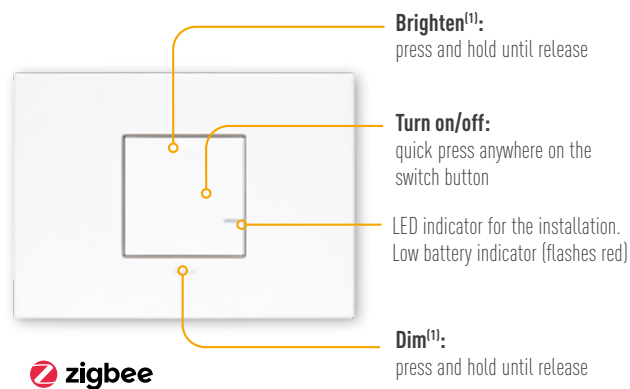 Brighten(1):
press and hold until release
Turn on/off:
quick press anywhere on the
switch button
LED indicator for the installation.
Low battery indicator (flashes red)
Dim(1):
press and hold until release
zigbee